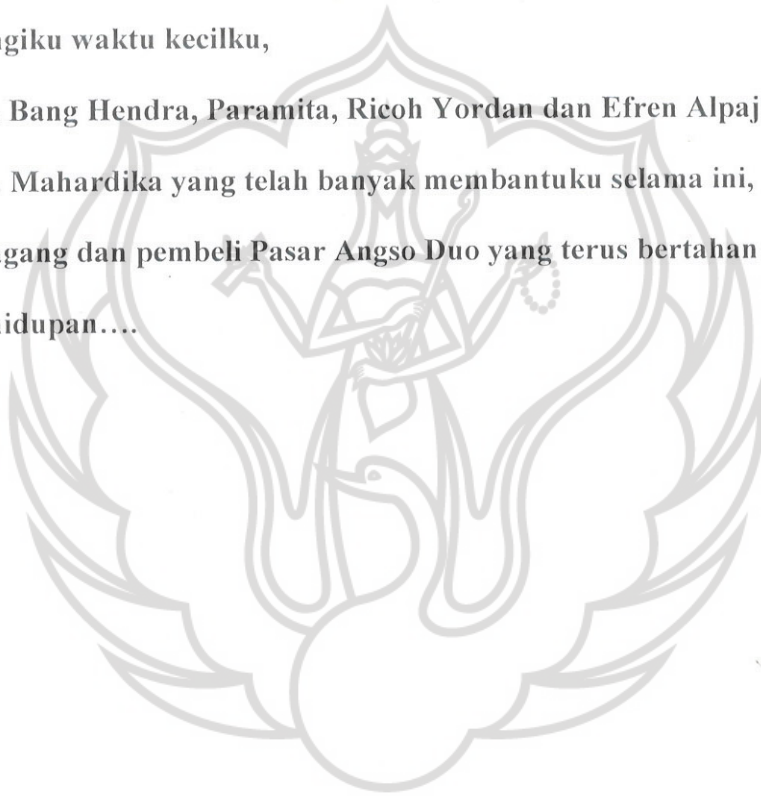 ngiku waktu kecilku,
Bang Hendra, Paramita, Ricoh Yordan dan Efren Alpaj
Mahardika yang telah banyak membantuku selama ini,
gang dan pembeli Pasar Angso Duo yang terus bertahan
idupan….